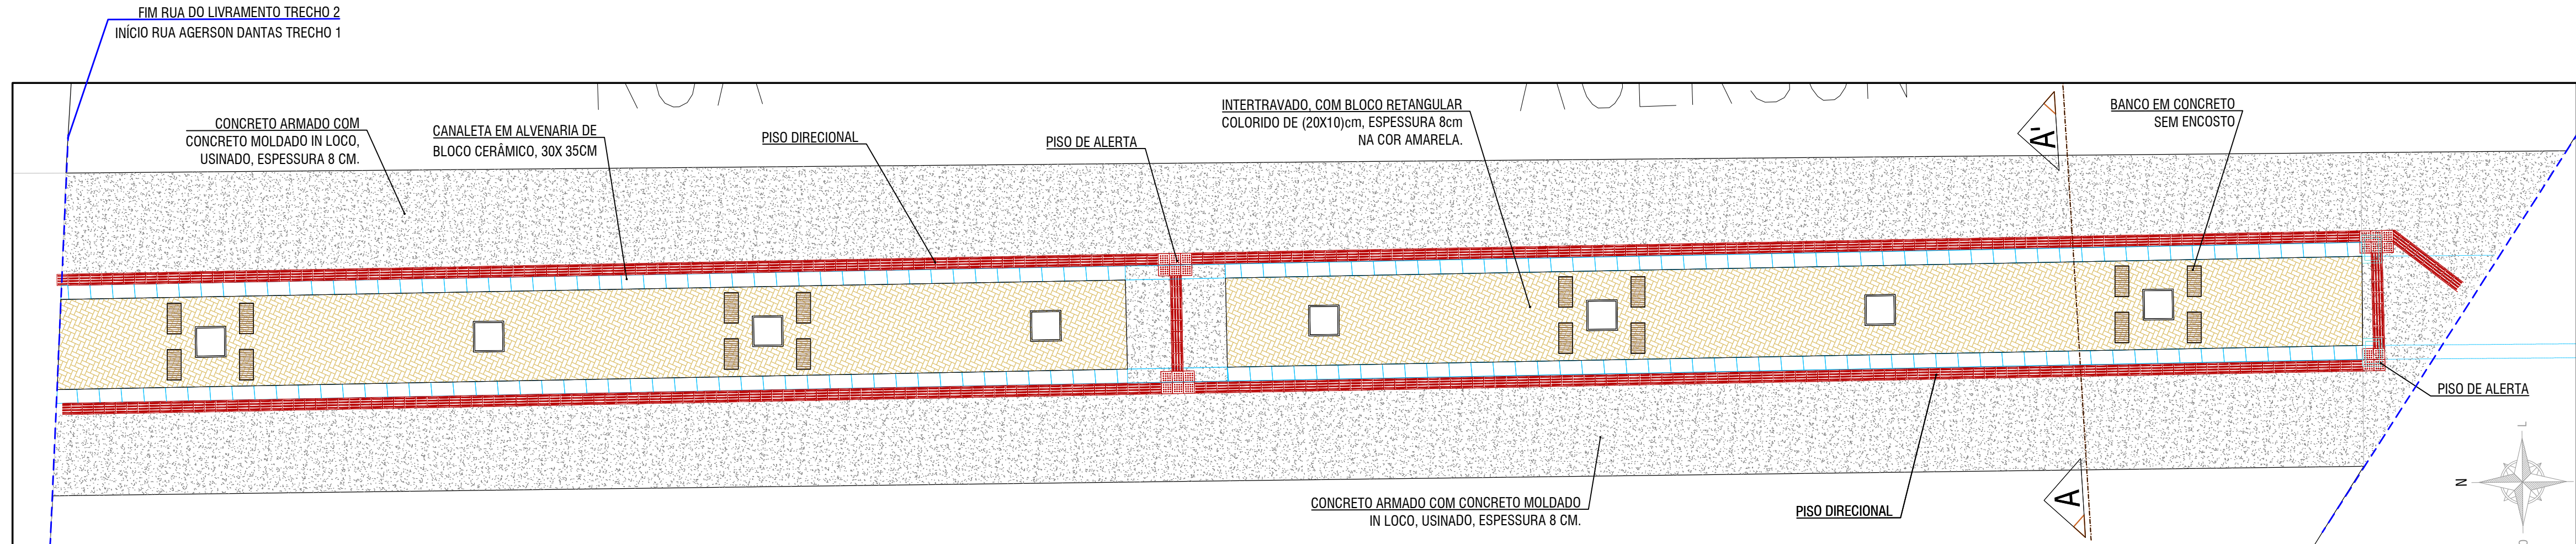 FIM RUA DO LIVRAMENTO TRECHO 2
INÍCIO RUA AGERSON DANTAS TRECHO 1
CONCRETO ARMADO COM
CONCRETO MOLDADO IN LOCO,
USINADO, ESPESSURA 8 CM.
CANALETA EM ALVENARIA DE
BLOCO CERÂMICO, 30X 35CM
PISO DIRECIONAL
PISO DE ALERTA
INTERTRAVADO, COM BLOCO RETANGULAR
COLORIDO DE (20X10)cm, ESPESSURA 8cm
NA COR AMARELA.
A'
BANCO EM CONCRETO
SEM ENCOSTO
PISO DE ALERTA
CONCRETO ARMADO COM CONCRETO MOLDADO
IN LOCO, USINADO, ESPESSURA 8 CM.
PISO DIRECIONAL
A
L
N